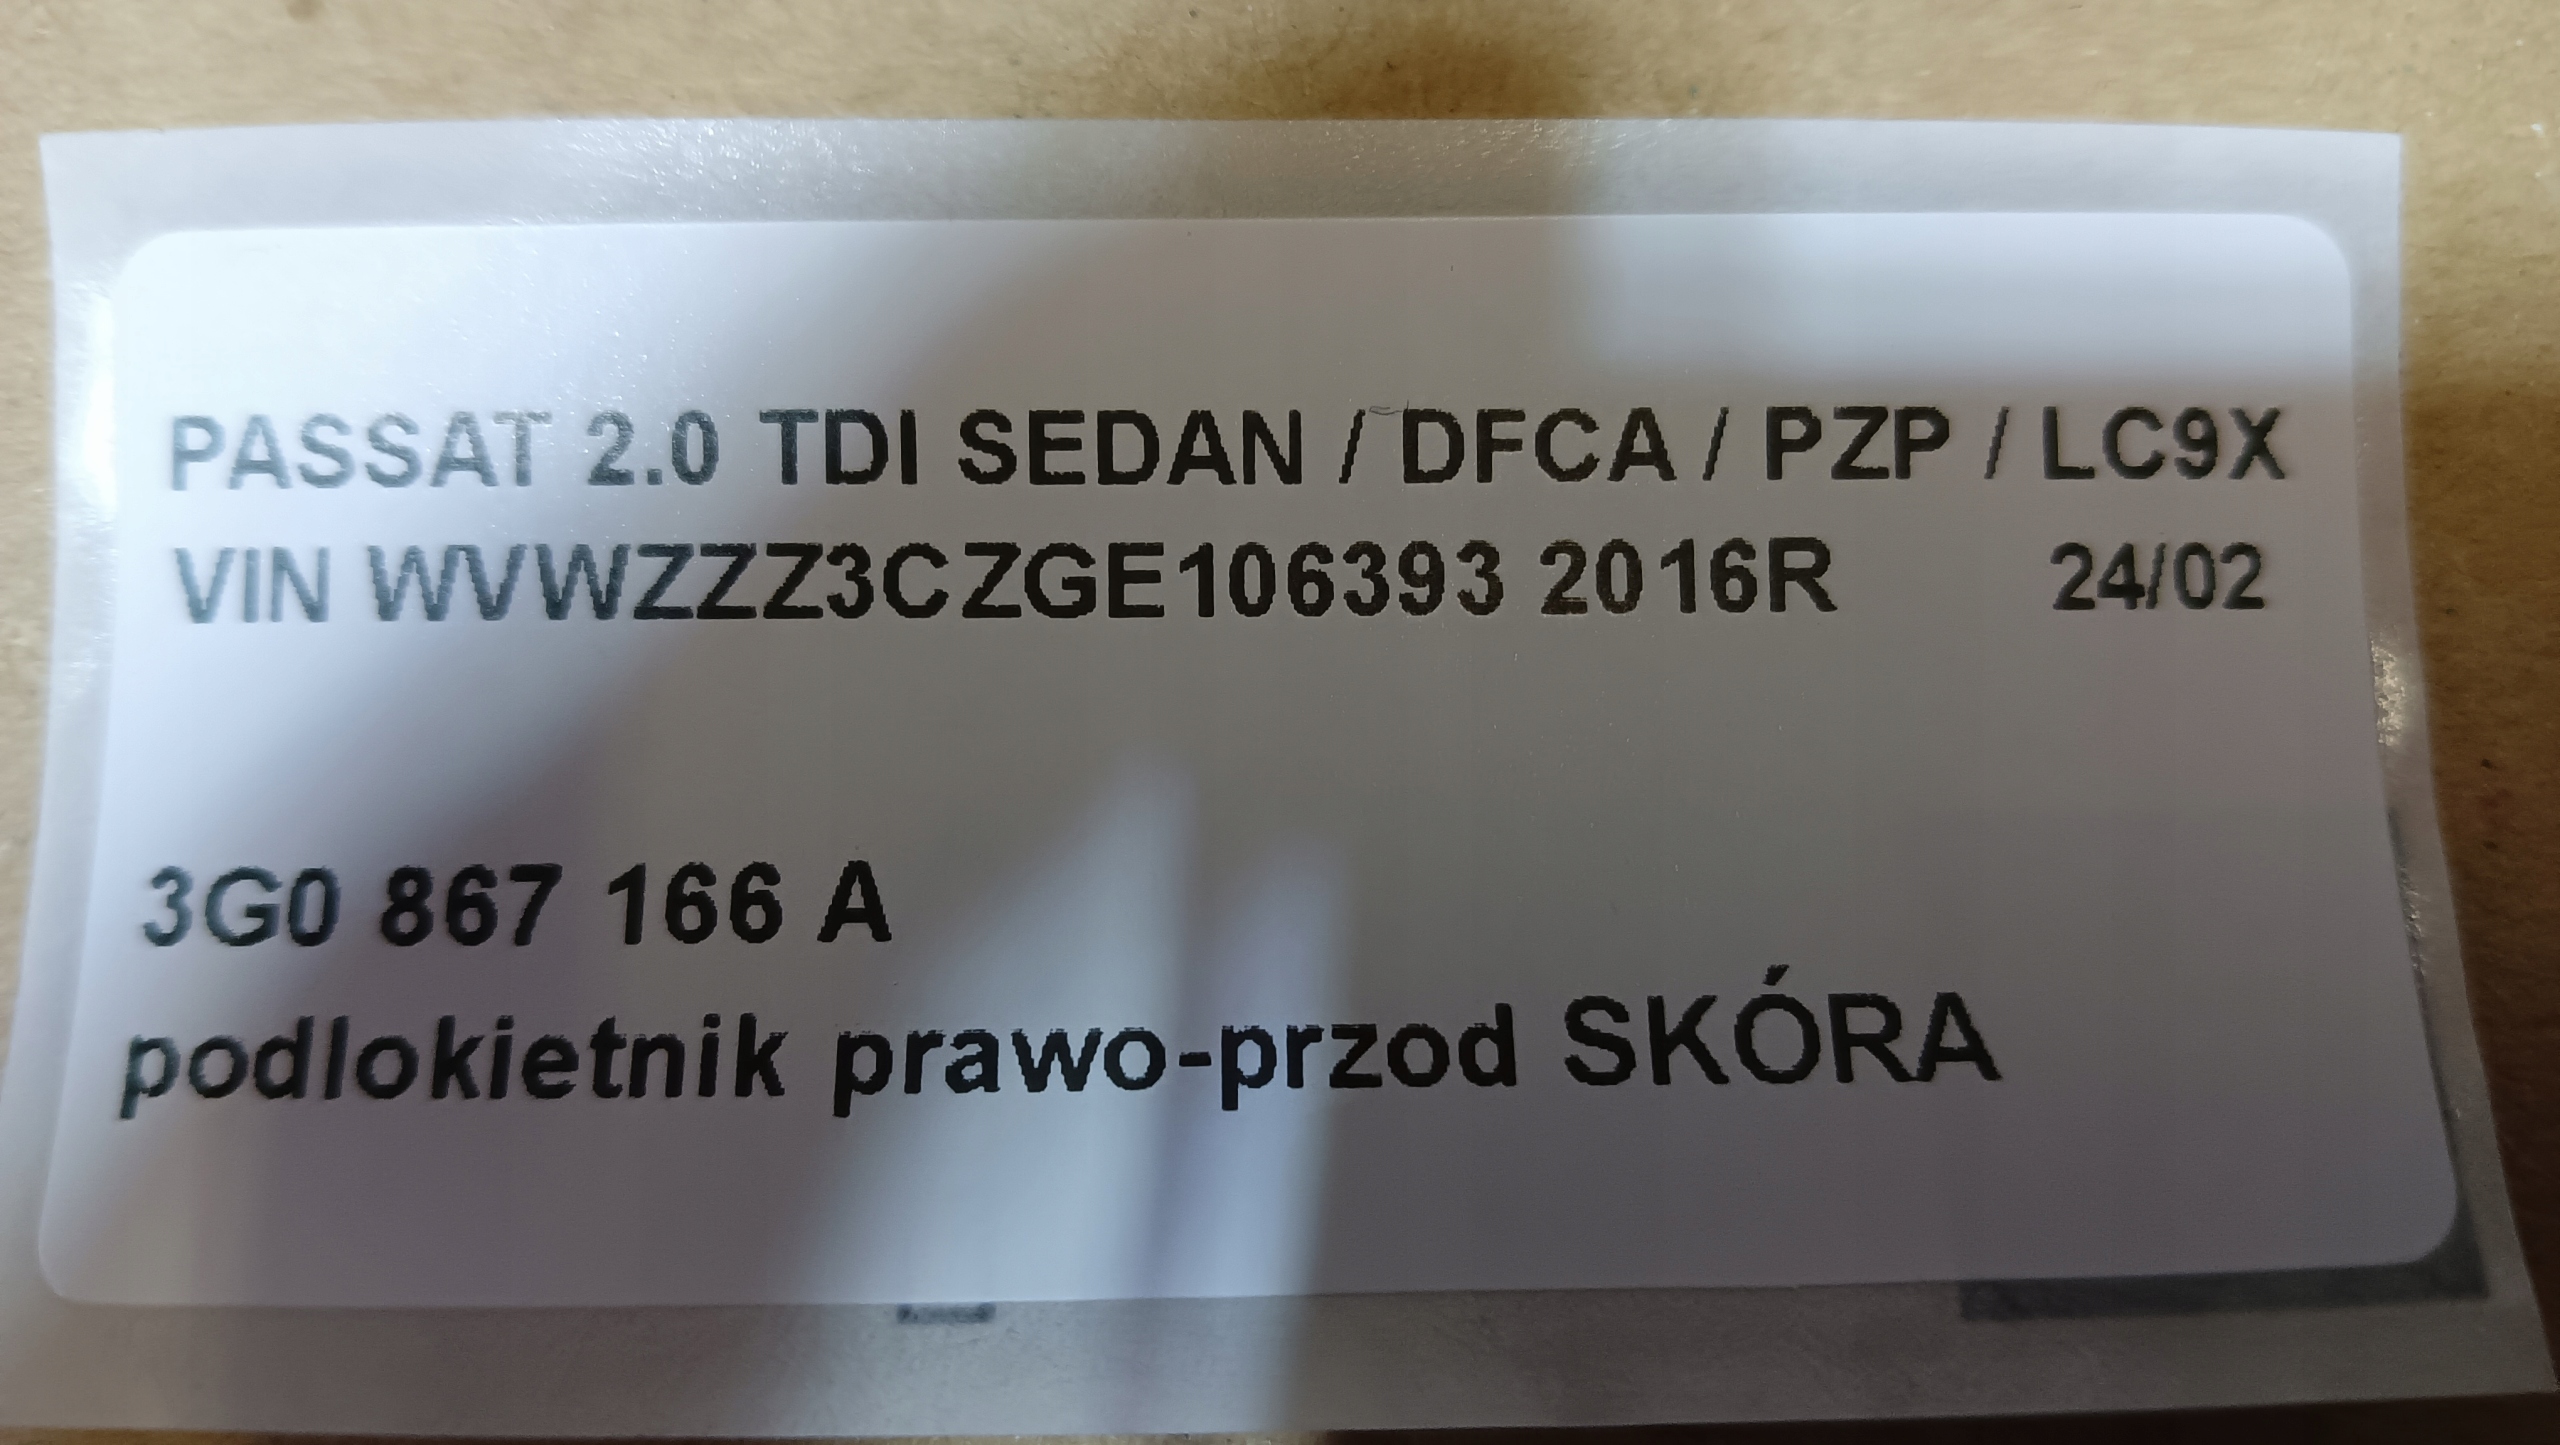 PASSAT 2.0 TDI SEDAN / DFCA / PZP / LC9X
VIN WVWZZZ3CZGE106393 2016R 24/02
3G0 867 166 A
podlokietnik prawo-przod SKÓRA